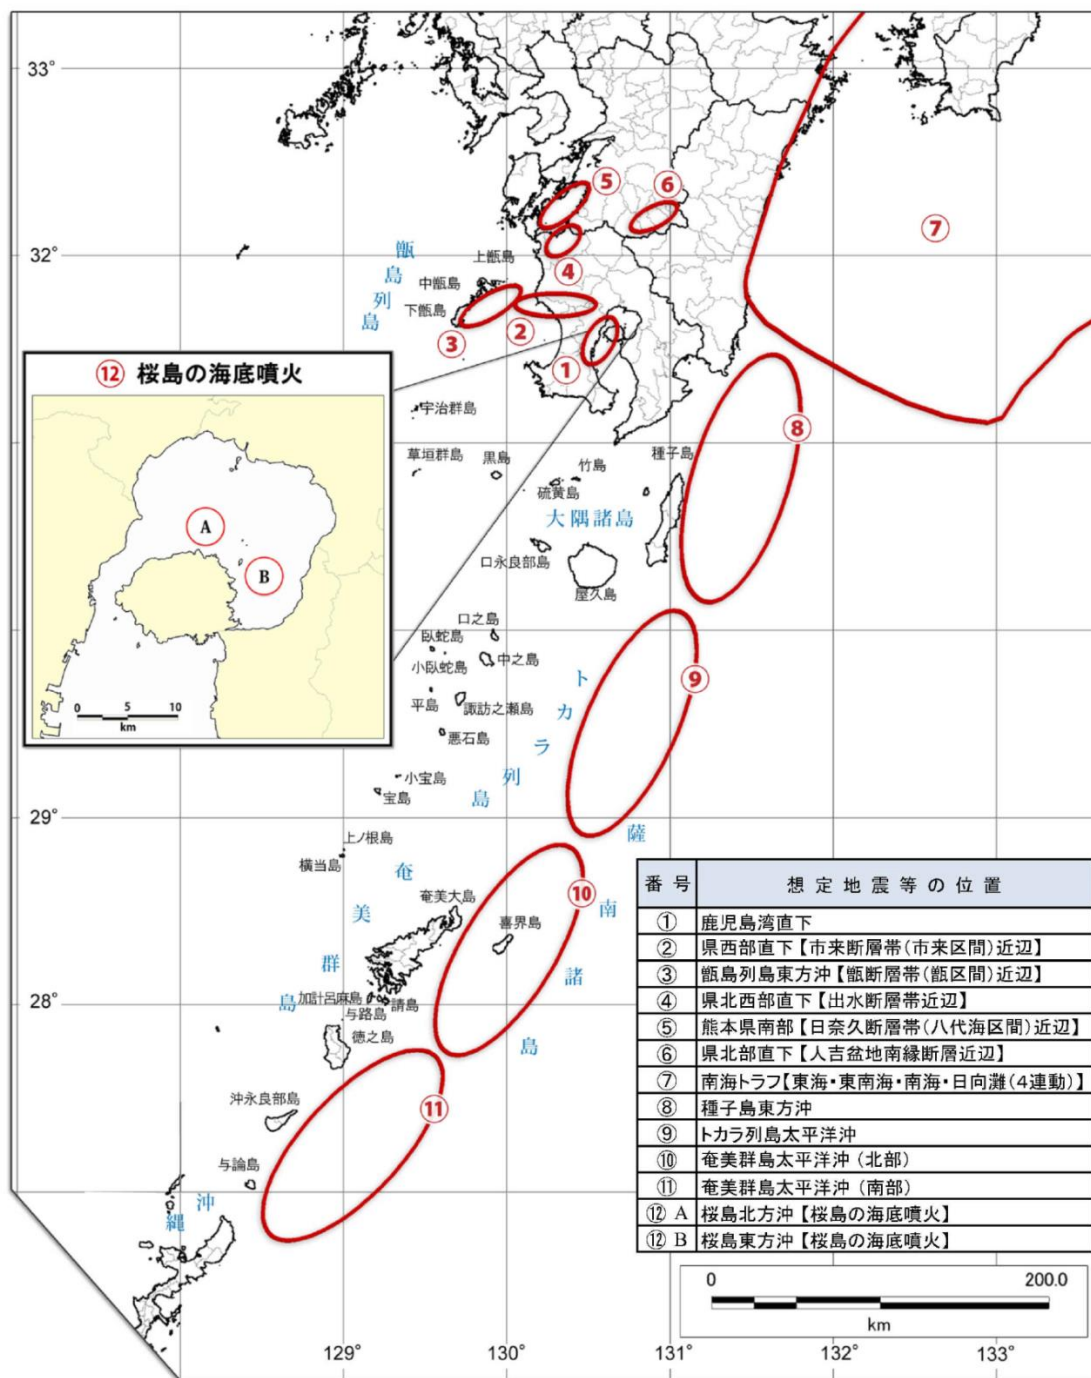 33°
⑤
⑥
⑦
32°
甑島列島
上甑島
中甑島
下甑島
④
③
②
①
⑫ 桜島の海底噴火
A
B
0 5 10
km
宇治群島
草垣群島
黒島
竹島
硫黄島
種子島
⑧
大隅諸島
口永良部島
屋久島
口之島
臥蛇島
中之島
小臥蛇島
平島
諏訪之瀬島
悪石島
小宝島
宝島
トカラ列島
⑨
29°
上ノ根島
横当島
奄美群島
奄美大島
喜界島
⑩
薩南諸島
28°
加計呂麻島
請島
与路島
徳之島
沖永良部島
⑪
与論島
沖縄
番号 想定地震等の位置
① 鹿児島湾直下
② 県西部直下【市来断層帯(市来区間)近辺】
③ 甑島列島東方沖【甑断層帯(甑区間)近辺】
④ 県北西部直下【出水断層帯近辺】
⑤ 熊本県南部【日奈久断層帯(八代海区間)近辺】
⑥ 県北部直下【人吉盆地南縁断層近辺】
⑦ 南海トラフ【東海・東南海・南海・日向灘(4連動)】
⑧ 種子島東方沖
⑨ トカラ列島太平洋沖
⑩ 奄美群島太平洋沖(北部)
⑪ 奄美群島太平洋沖(南部)
⑫ A 桜島北方沖【桜島の海底噴火】
⑫ B 桜島東方沖【桜島の海底噴火】
0 200.0
km
129° 130° 131° 132° 133°